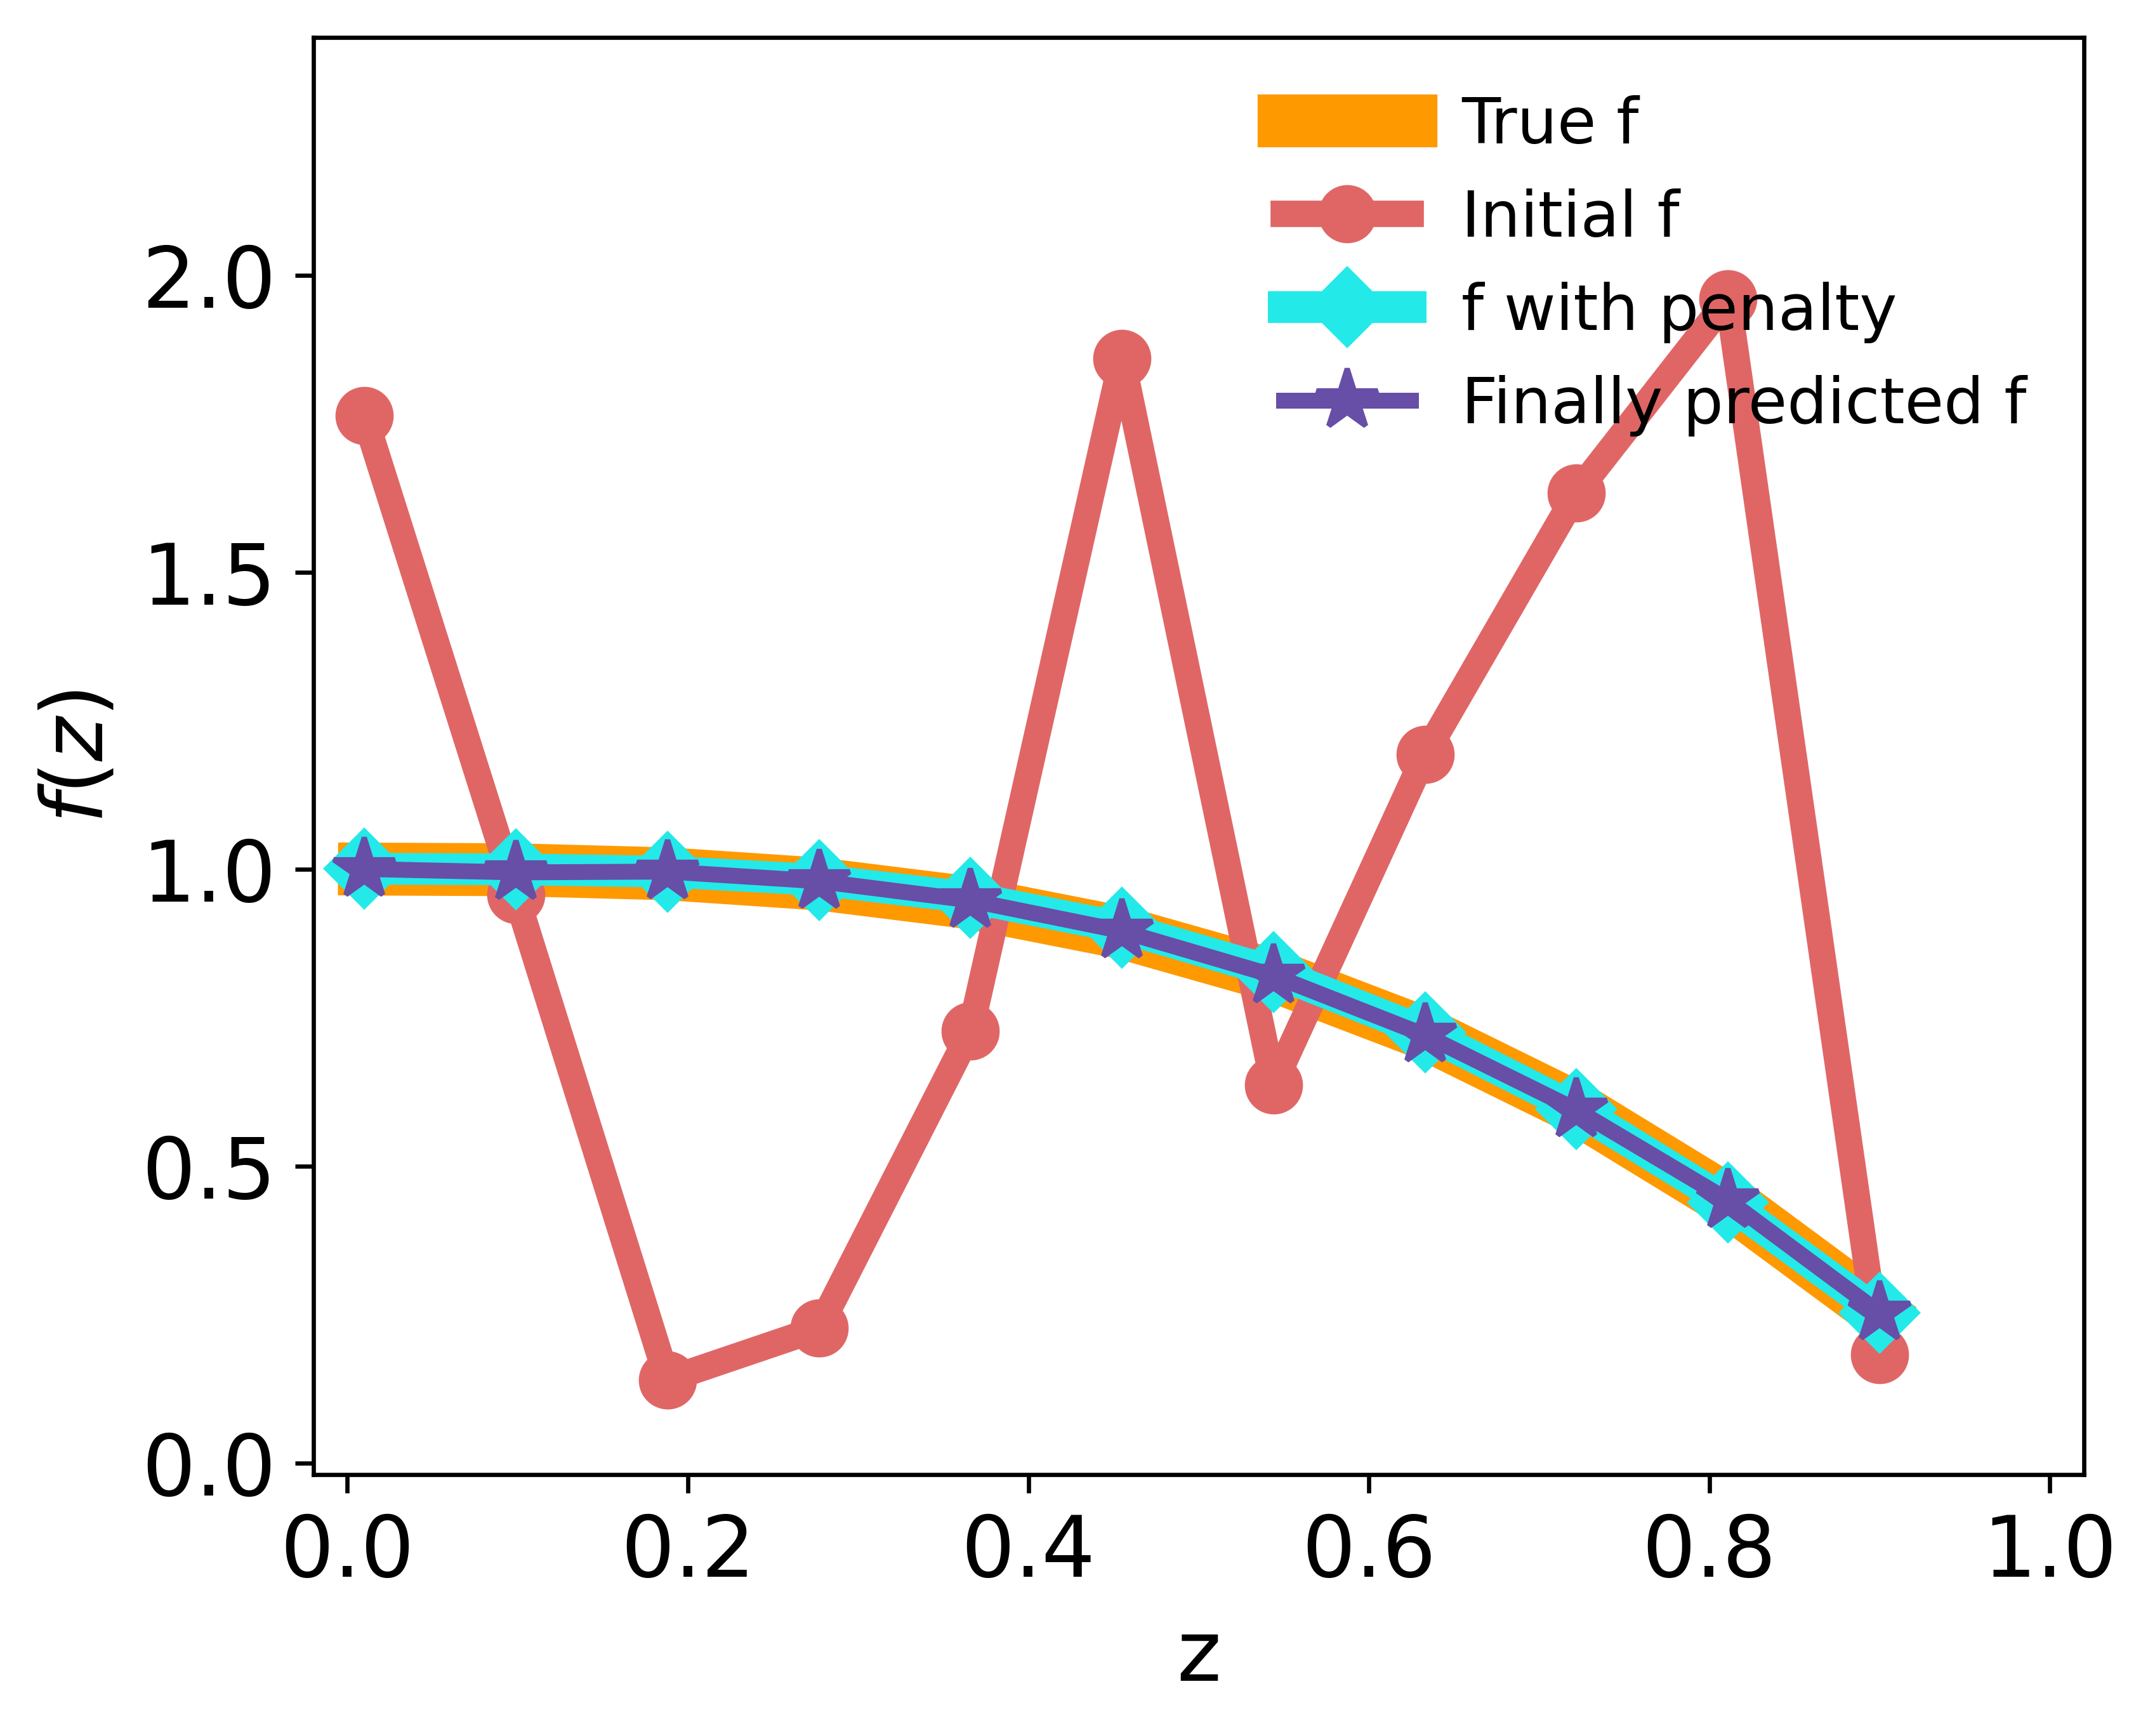 True f
Initial f
f with penalty
Finally predicted f
2.0
1.5
1.0
0.5
0.0
f(z)
0.0 0.2 0.4 0.6 0.8 1.0
z